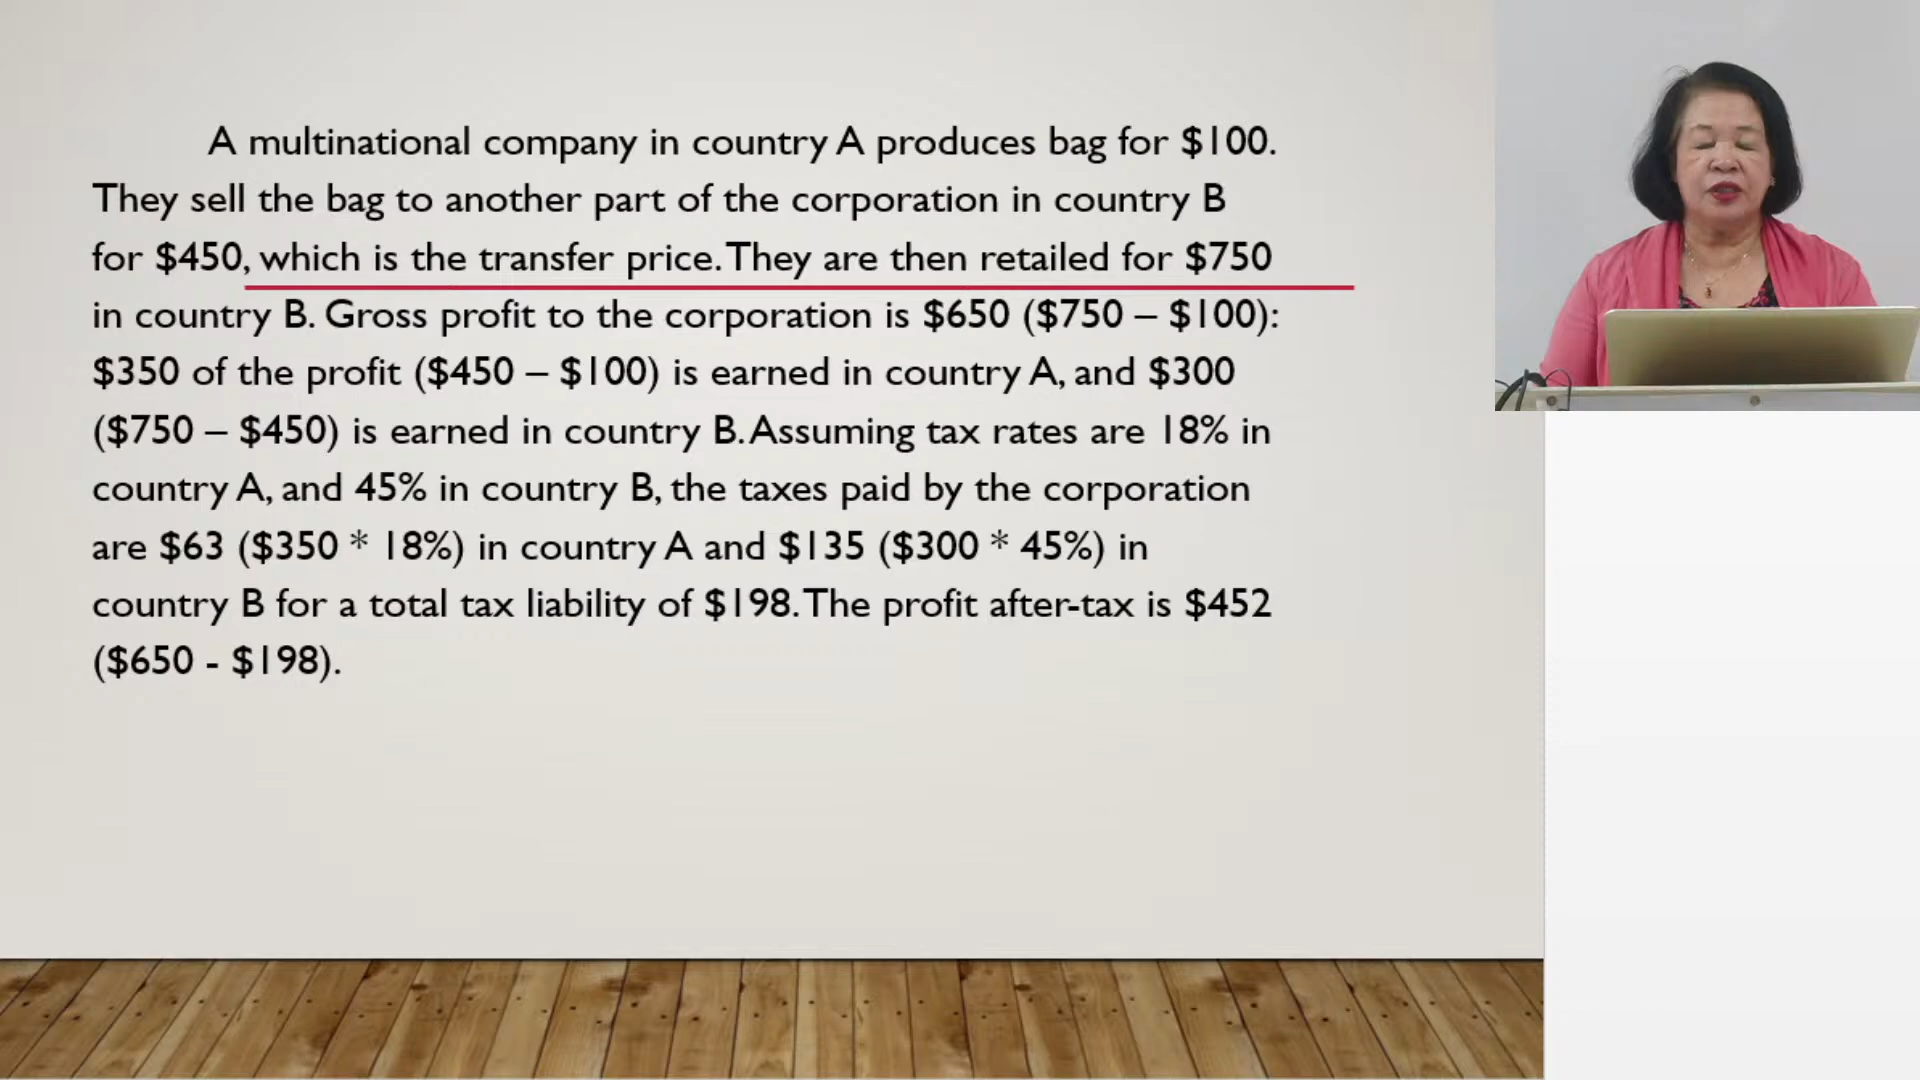 A multinational company in country A produces bag for $100.
They sell the bag to another part of the corporation in country B
for $450, which is the transfer price. They are then retailed for $750
in country B. Gross profit to the corporation is $650 ($750 – $100):
$350 of the profit ($450 – $100) is earned in country A, and $300
($750 – $450) is earned in country B. Assuming tax rates are 18% in
country A, and 45% in country B, the taxes paid by the corporation
are $63 ($350 * 18%) in country A and $135 ($300 * 45%) in
country B for a total tax liability of $198. The profit after-tax is $452
($650 - $198).